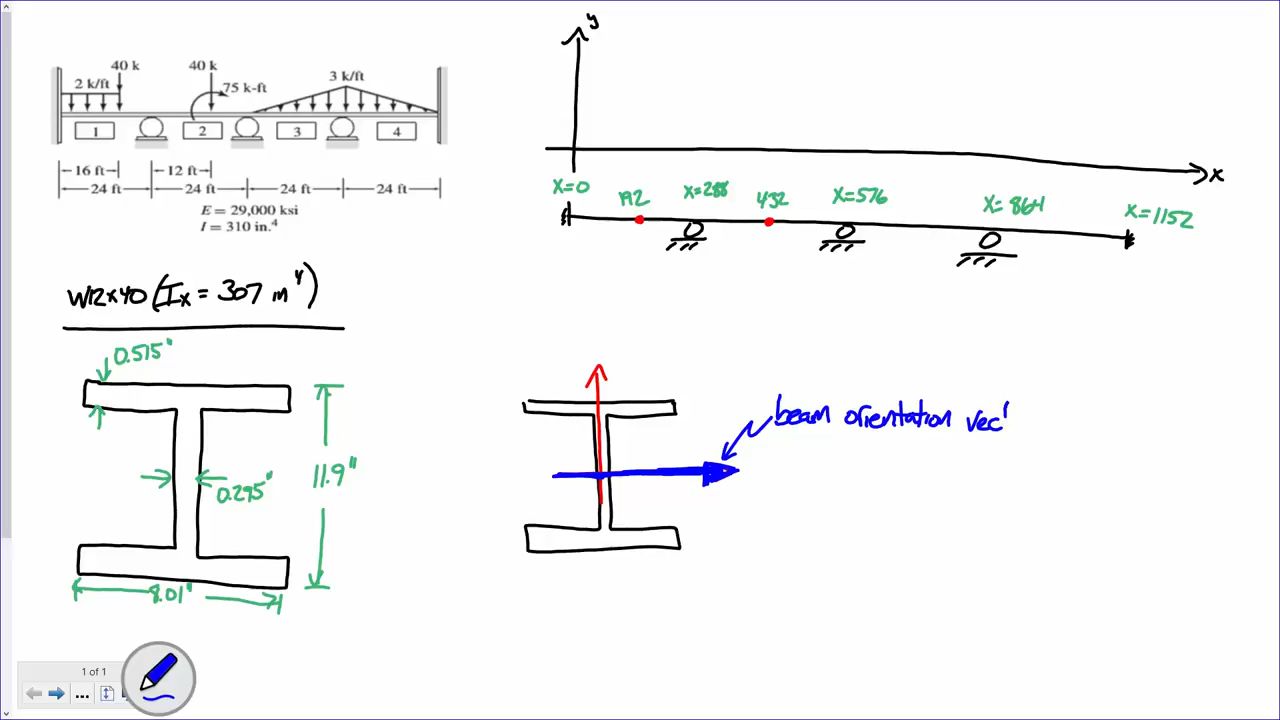 40 k
40 k
2 k/ft
75 k-ft
3 k/ft
1
2
3
4
16 ft
12 ft
24 ft
24 ft
24 ft
24 ft
E = 29,000 ksi
I = 310 in.⁴
y
x
x=0
192
x=288
432
x=576
x=864
x=1152
W12x40 (Ix = 307 in⁴)
0.515"
0.295"
11.9"
8.01"
beam orientation vec
1 of 1